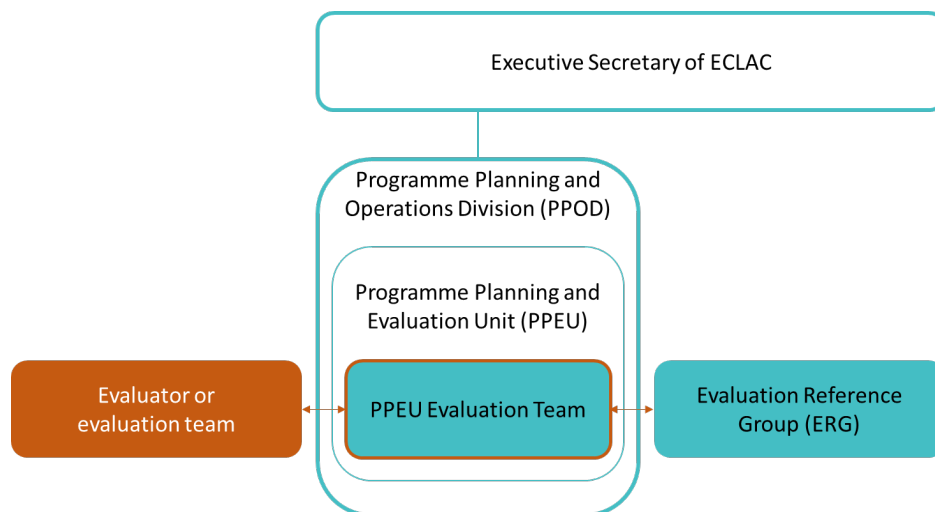 Executive Secretary of ECLAC
Programme Planning and
Operations Division (PPOD)
Programme Planning and
Evaluation Unit (PPEU)
Evaluator or
evaluation team
PPEU Evaluation Team
Evaluation Reference
Group (ERG)